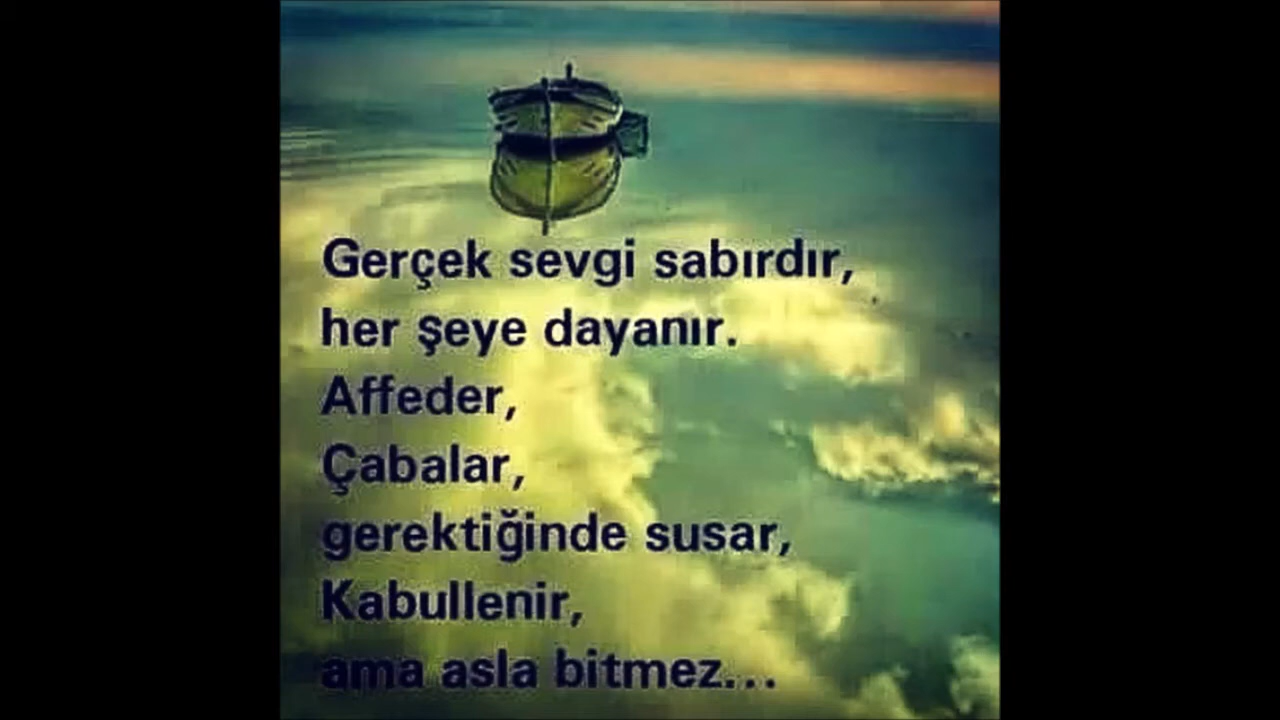 Gerçek sevgi sabırdır,
her şeye dayanır.
Affeder,
Çabalar,
gerektiğinde susar,
Kabullenir,
ama asla bitmez...